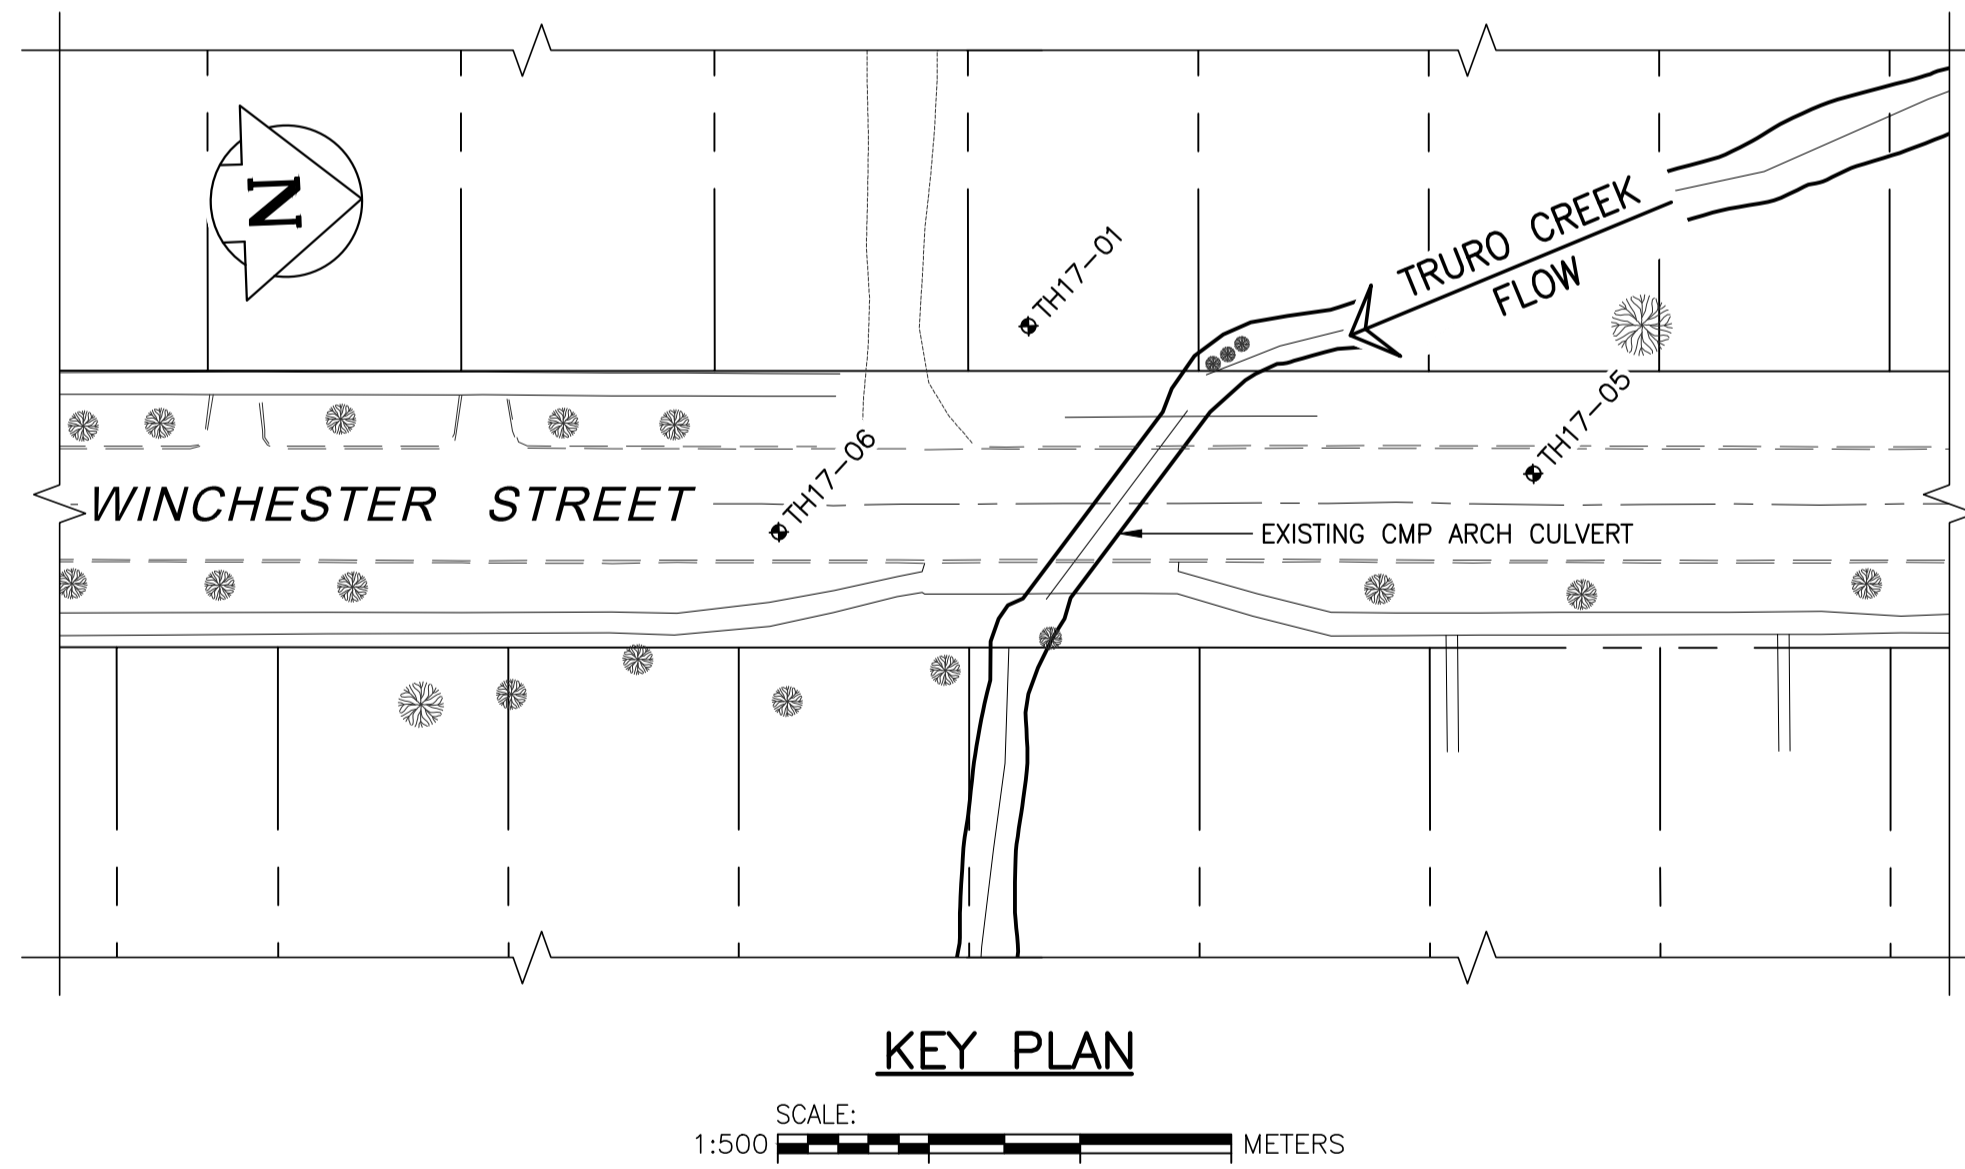 N
TH17-01
TRURO CREEK
FLOW
TH17-05
TH17-06
WINCHESTER STREET
EXISTING CMP ARCH CULVERT
KEY PLAN
SCALE:
1:500 METERS